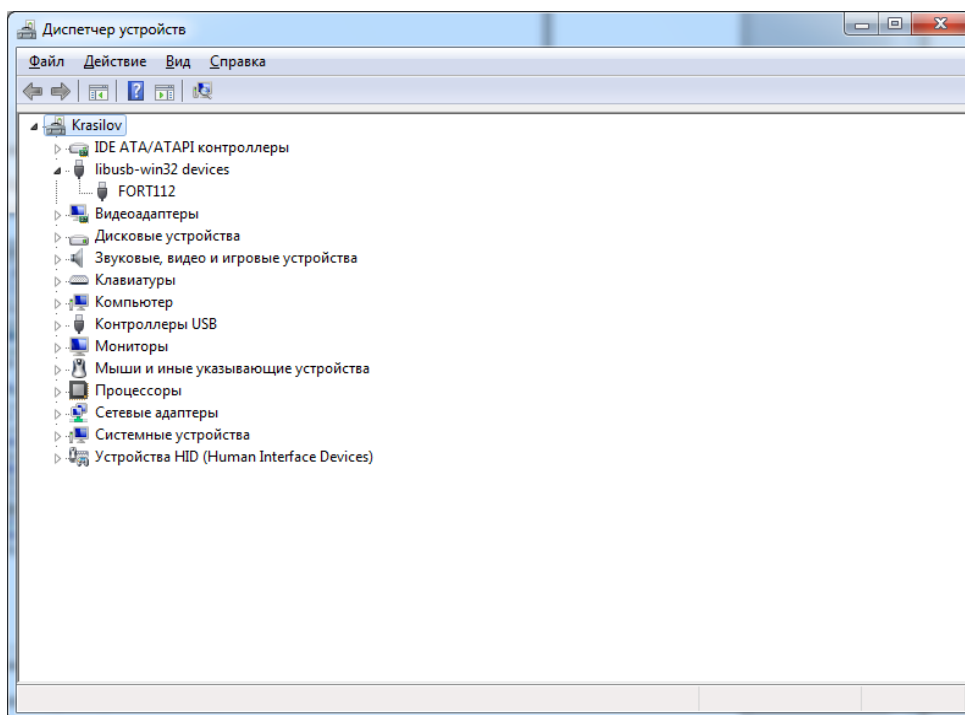 Диспетчер устройств
Файл Действие Вид Справка
Krasilov
IDE ATA/ATAPI контроллеры
libusb-win32 devices
FORT112
Видеоадаптеры
Дисковые устройства
Звуковые, видео и игровые устройства
Клавиатуры
Компьютер
Контроллеры USB
Мониторы
Мыши и иные указывающие устройства
Процессоры
Сетевые адаптеры
Системные устройства
Устройства HID (Human Interface Devices)